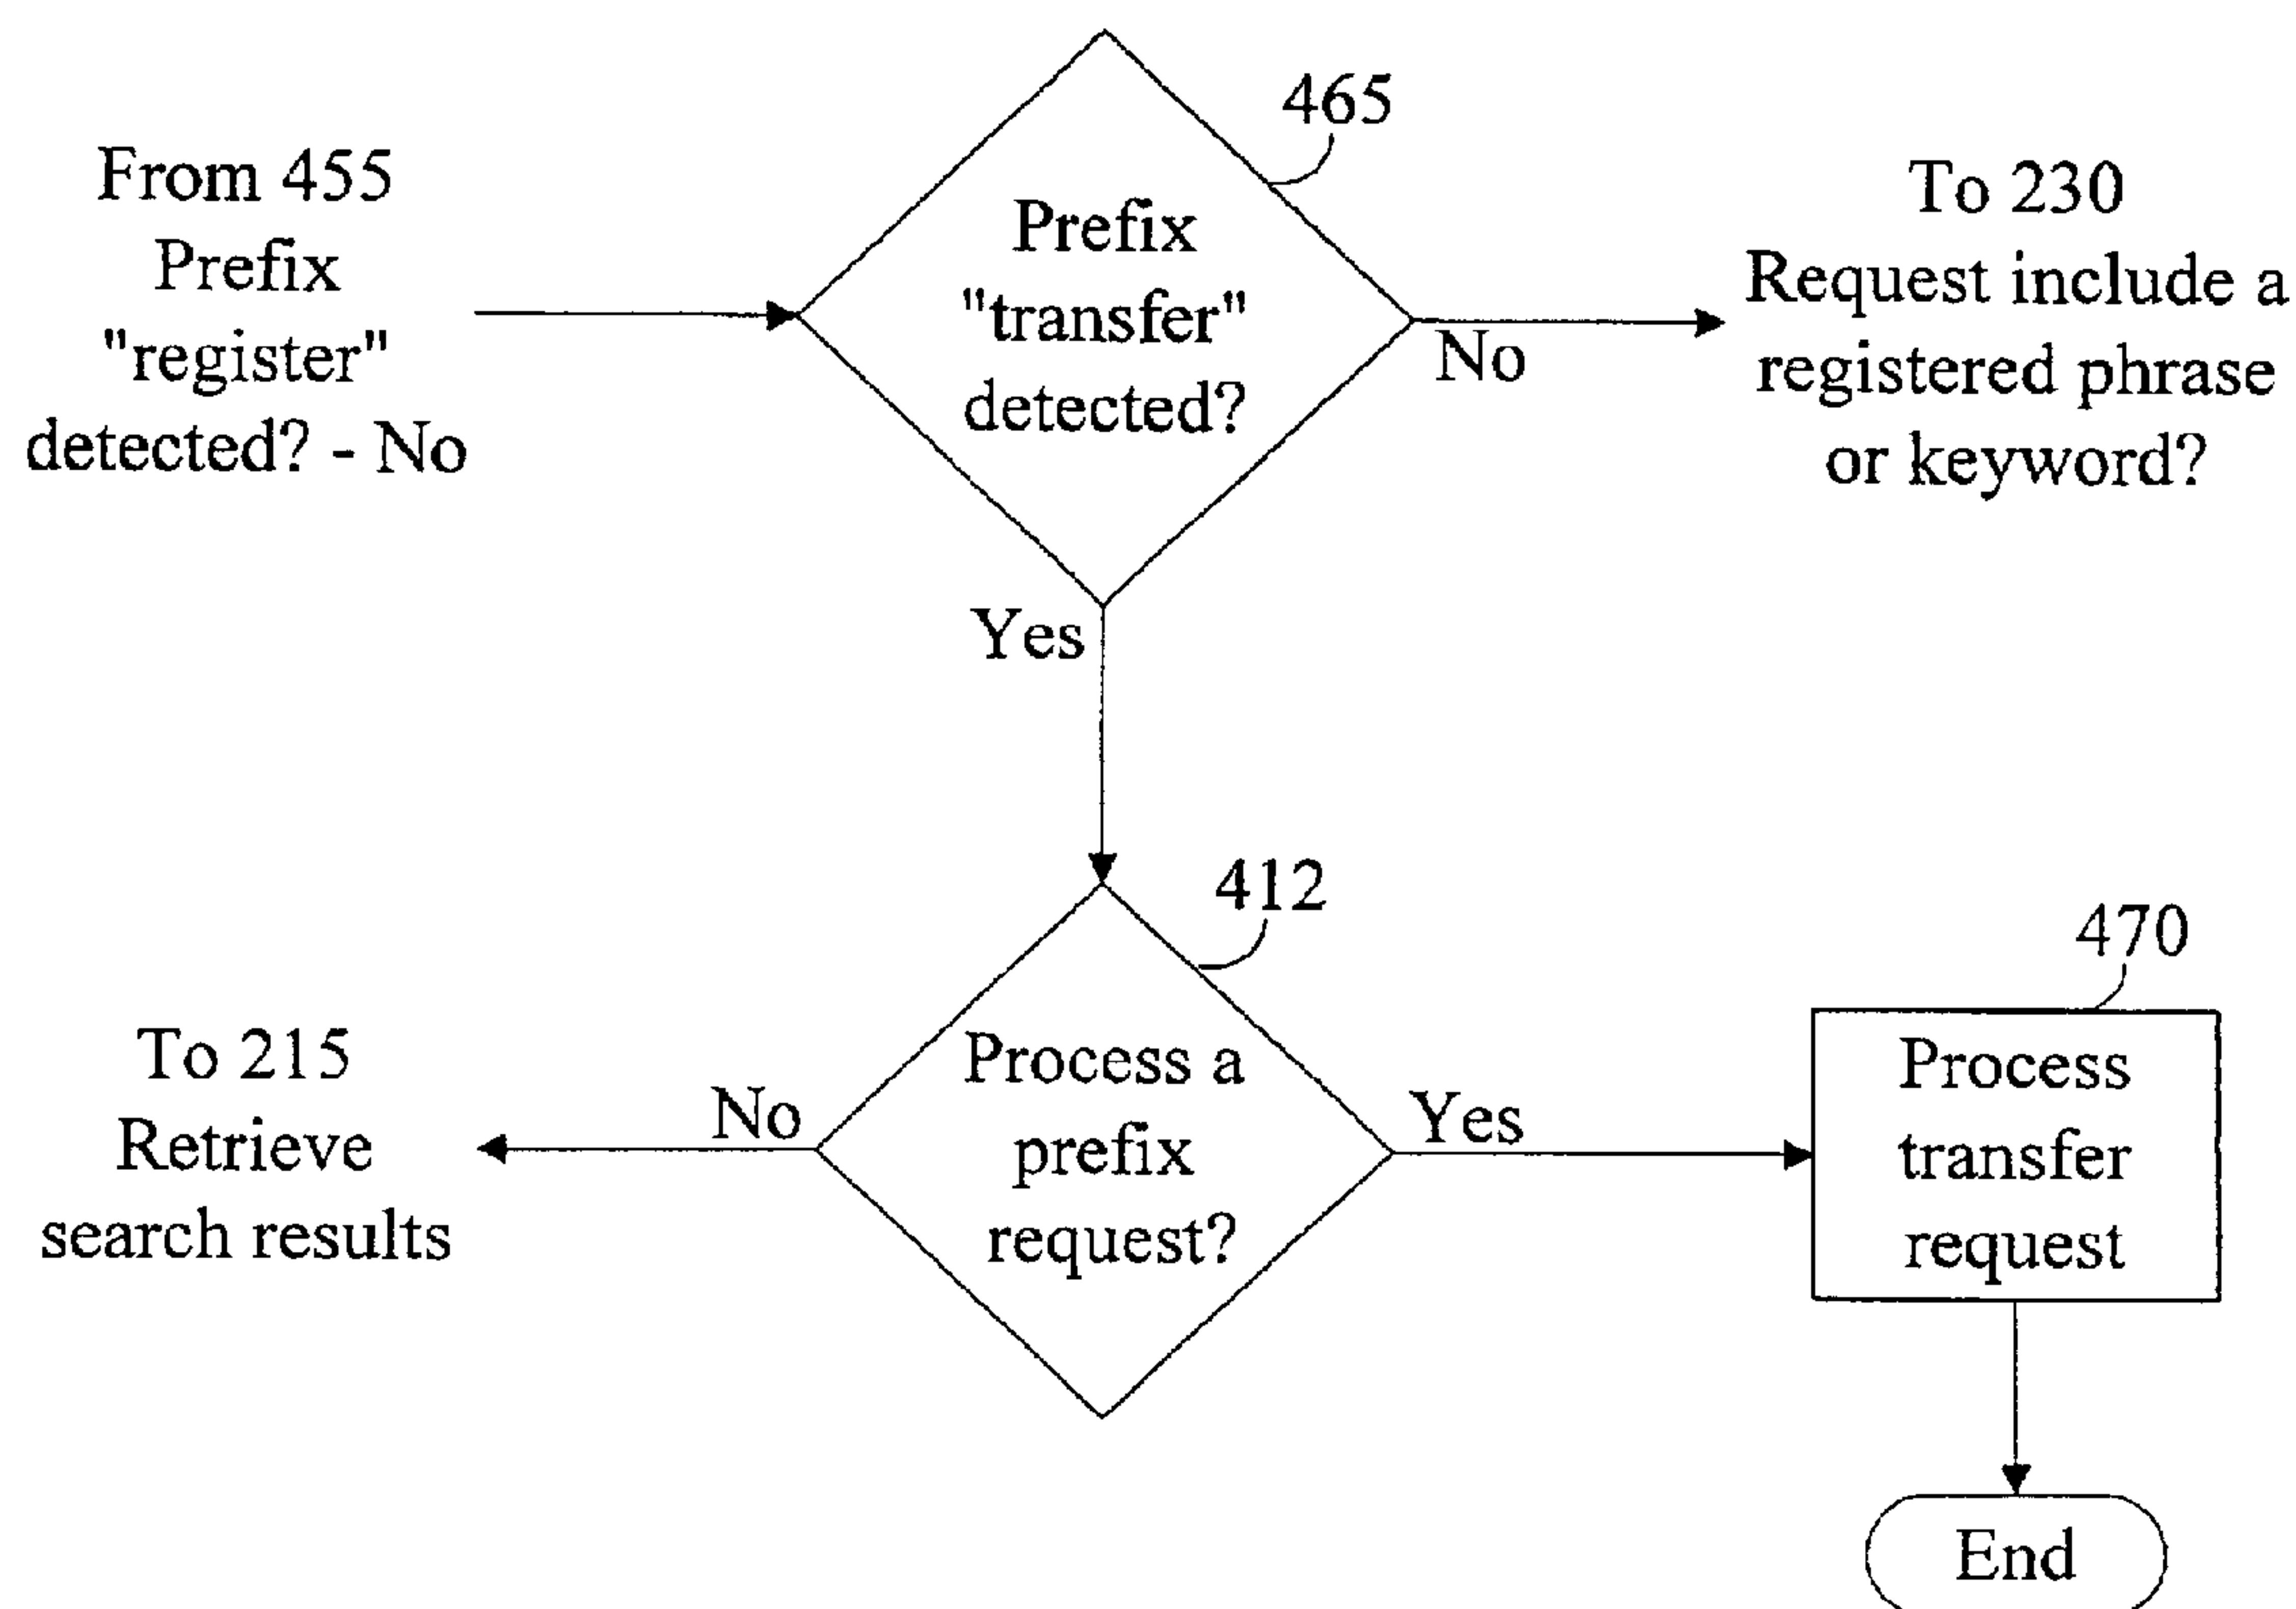 465
From 455
Prefix
"register"
detected? - No
Prefix
"transfer"
detected?
No
To 230
Request include a
registered phrase
or keyword?
Yes
412
470
To 215
Retrieve
search results
No
Process a
prefix
request?
Yes
Process
transfer
request
End